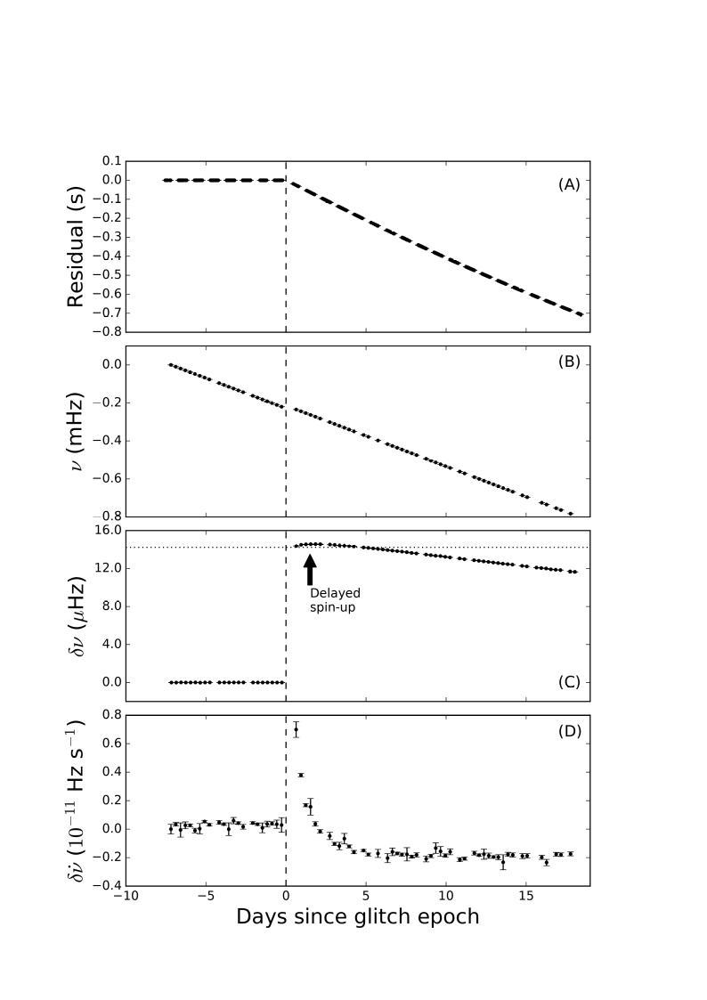 0.1
0.0
−0.1
−0.2
−0.3
−0.4
−0.5
−0.6
−0.7
−0.8
Residual (s)
(A)
0.0
−0.2
−0.4
−0.6
−0.8
ν (mHz)
(B)
16.0
12.0
8.0
4.0
0.0
δν (μHz)
Delayed
spin-up
(C)
0.8
0.6
0.4
0.2
0.0
−0.2
−0.4
δν̇ (10⁻¹¹ Hz s⁻¹)
(D)
−10 −5 0 5 10 15
Days since glitch epoch